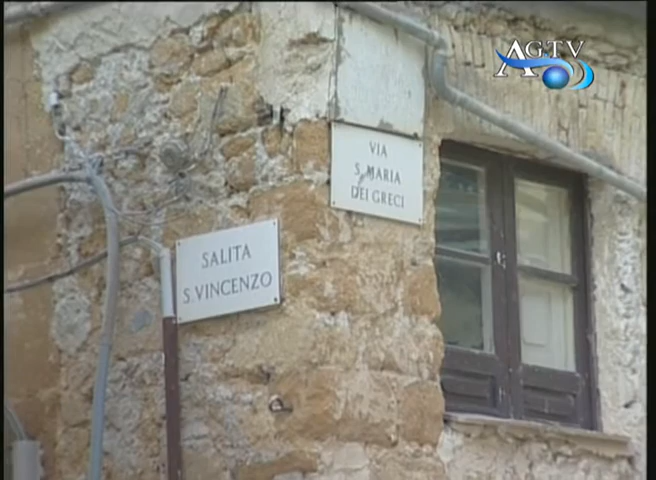 AGTV
VIA
S. MARIA
DEI GRECI
SALITA
S. VINCENZO